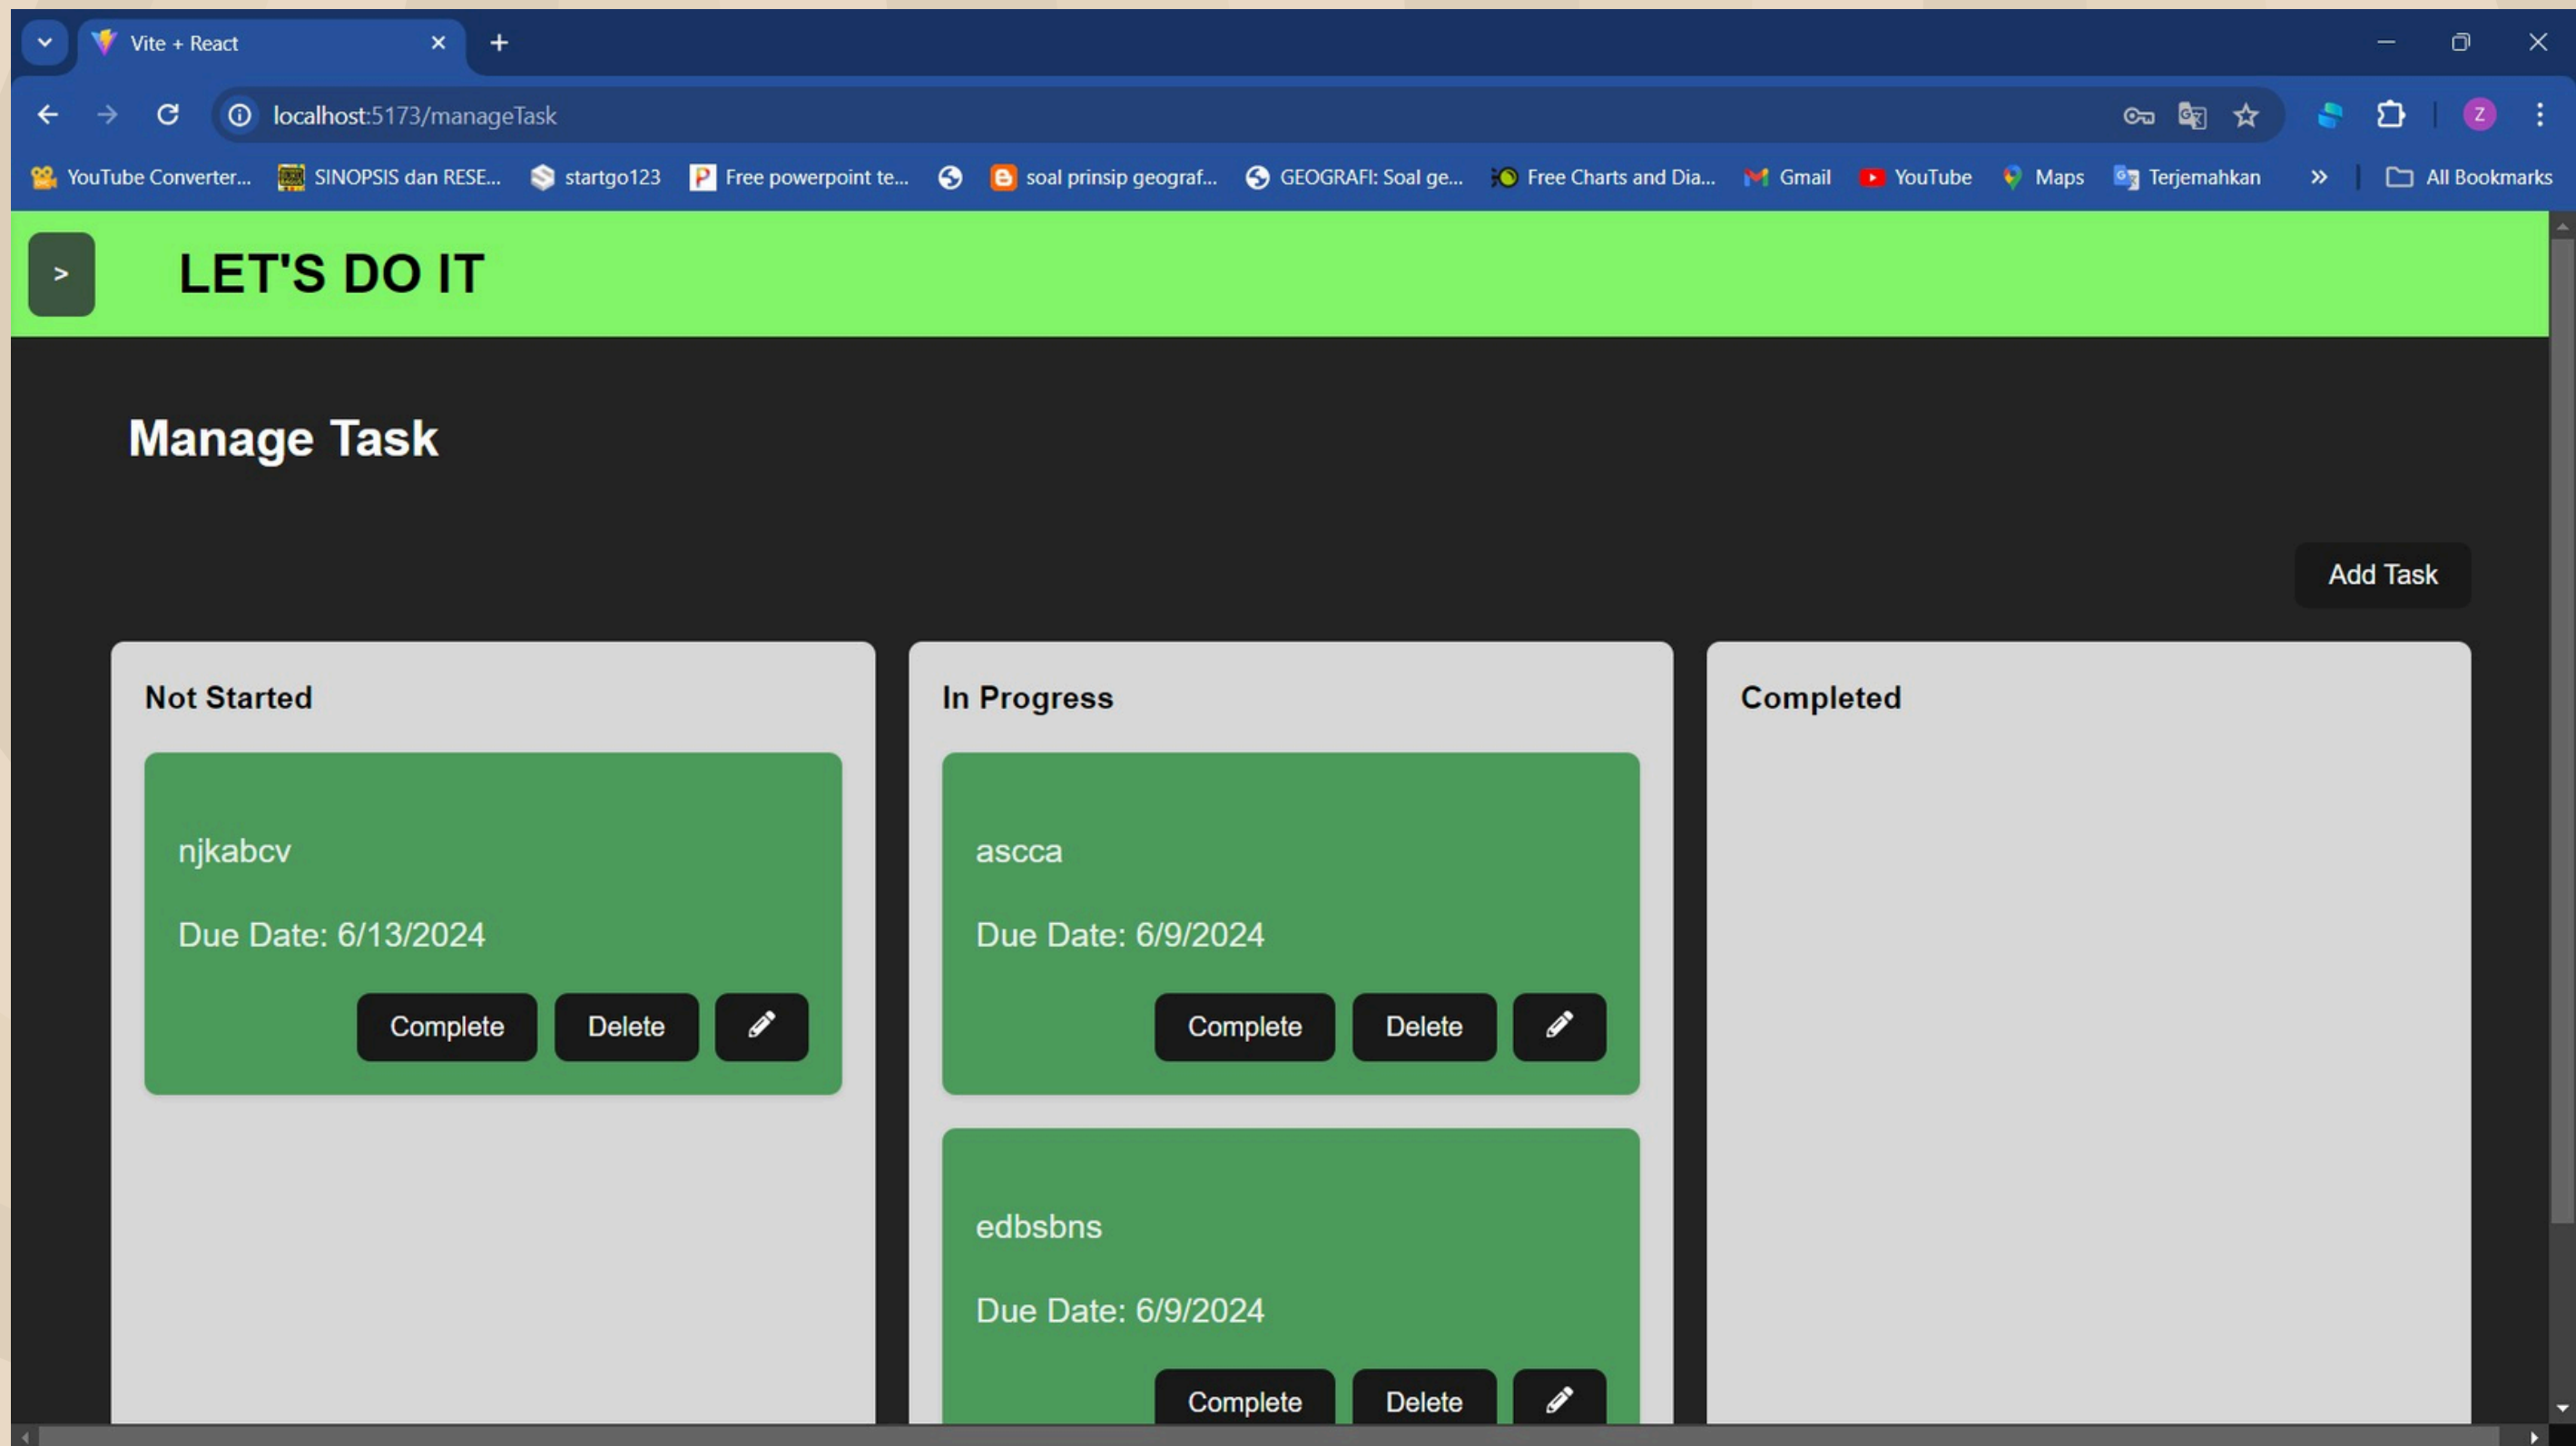 Vite + React
localhost:5173/manageTask
Z
YouTube Converter... SINOPSIS dan RESE... startgo123 Free powerpoint te... soal prinsip geograf... GEOGRAFI: Soal ge... Free Charts and Dia... Gmail YouTube Maps Terjemahkan » All Bookmarks
> LET'S DO IT
Manage Task
Add Task
Not Started
njkabcv
Due Date: 6/13/2024
Complete Delete
In Progress
ascca
Due Date: 6/9/2024
Complete Delete
edbsbns
Due Date: 6/9/2024
Complete Delete
Completed